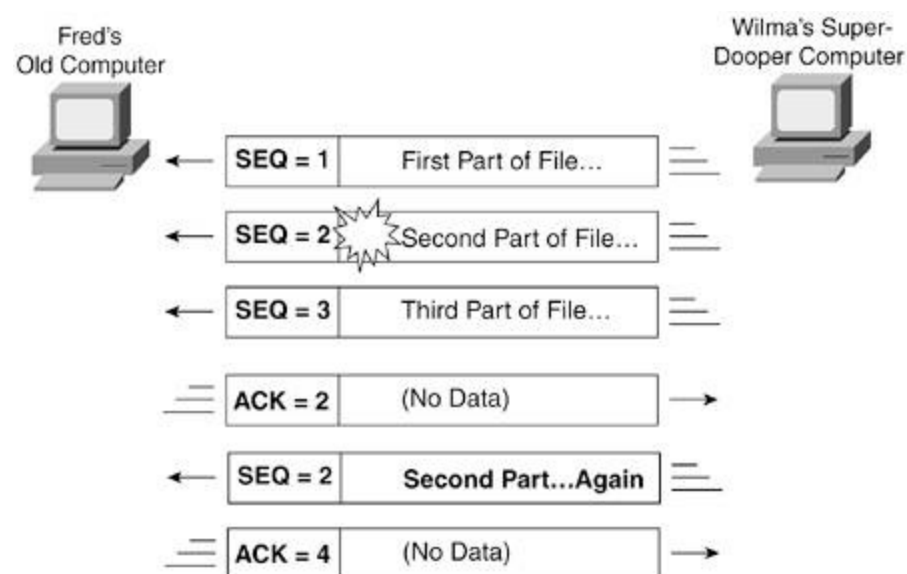 Fred's
Old Computer
Wilma's Super-
Dooper Computer
SEQ = 1 First Part of File...
SEQ = 2 Second Part of File...
SEQ = 3 Third Part of File...
ACK = 2 (No Data)
SEQ = 2 Second Part...Again
ACK = 4 (No Data)